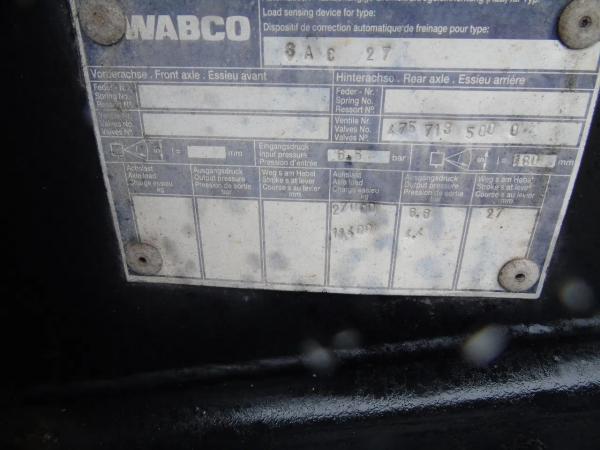 WABCO
Load sensing device for type:
Dispositif de correction automatique de freinage pour type:
SAC 27
Vorderachse . Front axle . Essieu avant
Hinterachse . Rear axle . Essieu arrière
Feder - Nr.
Spring No.
Ressort No.
Feder - Nr.
Spring No.
Ressort No.
Ventile Nr.
Valves No.
Valves No.
Ventile Nr.
Valves No.
Valves No.
475 713 500 0
l = mm
Eingangsdruck
Input pressure
Pression d'entrée
bar
l = mm
Achslast
Axle load
Charge essieu
kg
Ausgangsdruck
Output pressure
Pression de sortie
bar
Weg s am Hebel
Stroke s at lever
Course s au levier
mm
Achslast
Axle load
Charge essieu
kg
Ausgangsdruck
Output pressure
Pression de sortie
bar
Weg s am Hebel
Stroke s at lever
Course s au levier
mm
27